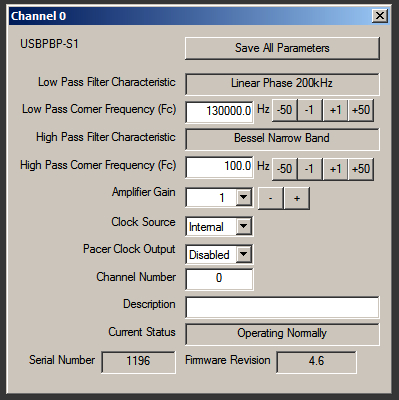 Channel 0
USBPBP-S1 Save All Parameters
Low Pass Filter Characteristic Linear Phase 200kHz
Low Pass Corner Frequency (Fc) 130000.0 Hz -50 -1 +1 +50
High Pass Filter Characteristic Bessel Narrow Band
High Pass Corner Frequency (Fc) 100.0 Hz -50 -1 +1 +50
Amplifier Gain 1 - +
Clock Source Internal
Pacer Clock Output Disabled
Channel Number 0
Description
Current Status Operating Normally
Serial Number 1196 Firmware Revision 4.6